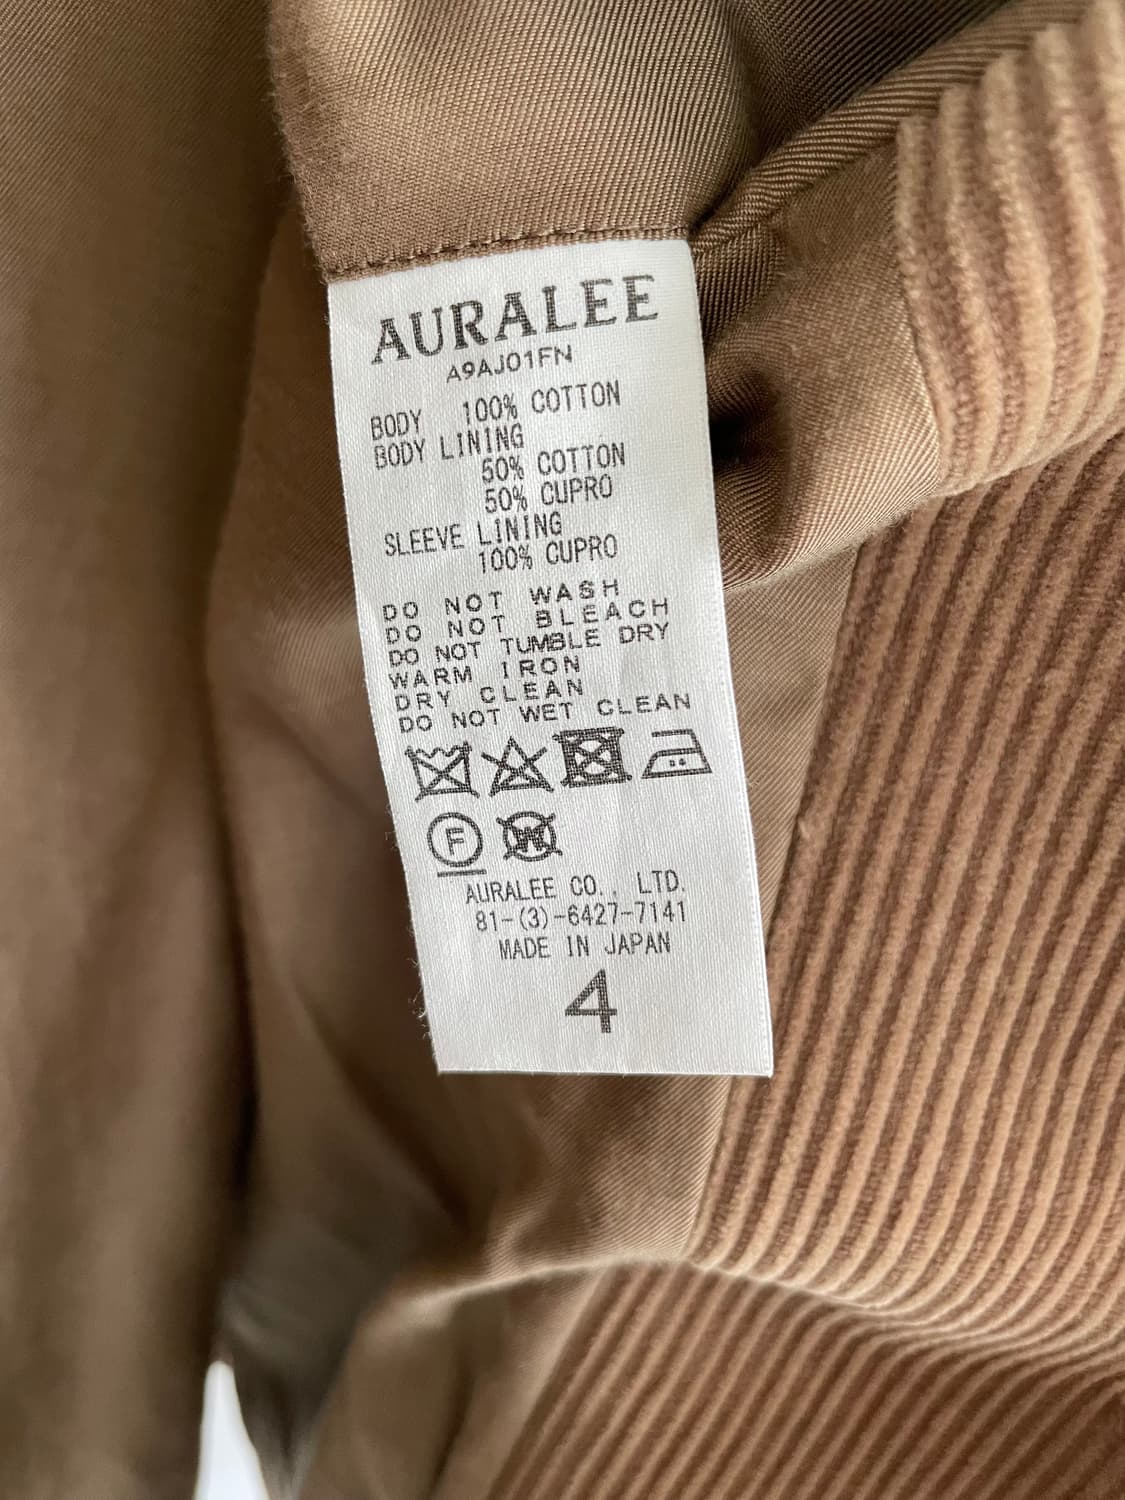 AURALEE
A9AJ01FN
BODY 100% COTTON
BODY LINING
50% COTTON
50% CUPRO
SLEEVE LINING
100% CUPRO
DO NOT WASH
DO NOT BLEACH
DO NOT TUMBLE DRY
WARM IRON
DRY CLEAN
DO NOT WET CLEAN
F W
AURALEE CO., LTD.
81-(3)-6427-7141
MADE IN JAPAN
4